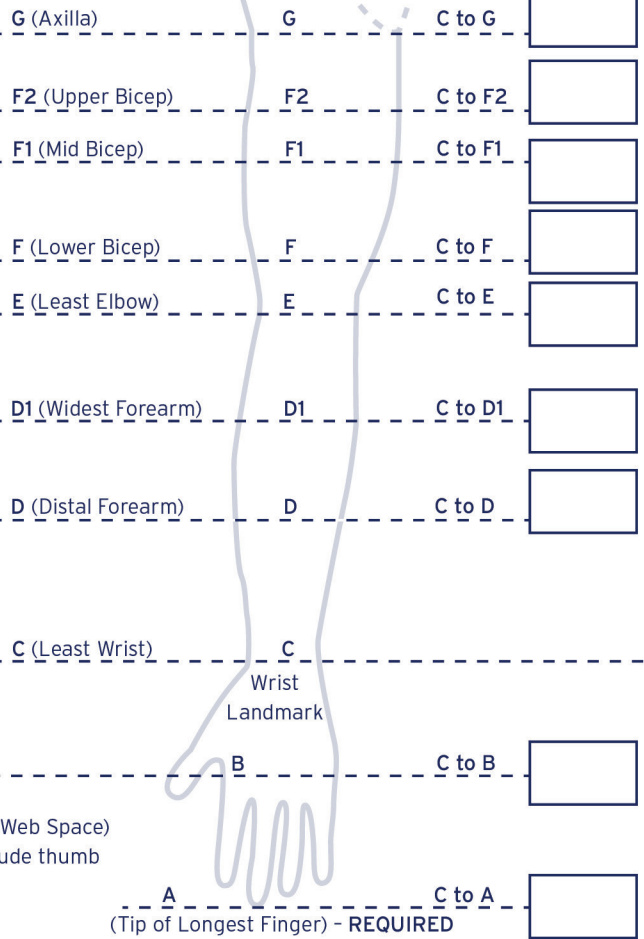 G (Axilla) G C to G
F2 (Upper Bicep) F2 C to F2
F1 (Mid Bicep) F1 C to F1
F (Lower Bicep) F C to F
E (Least Elbow) E C to E
D1 (Widest Forearm) D1 C to D1
D (Distal Forearm) D C to D
C (Least Wrist) C
Wrist
Landmark
B C to B
Web Space)
ude thumb
A C to A
(Tip of Longest Finger) – REQUIRED